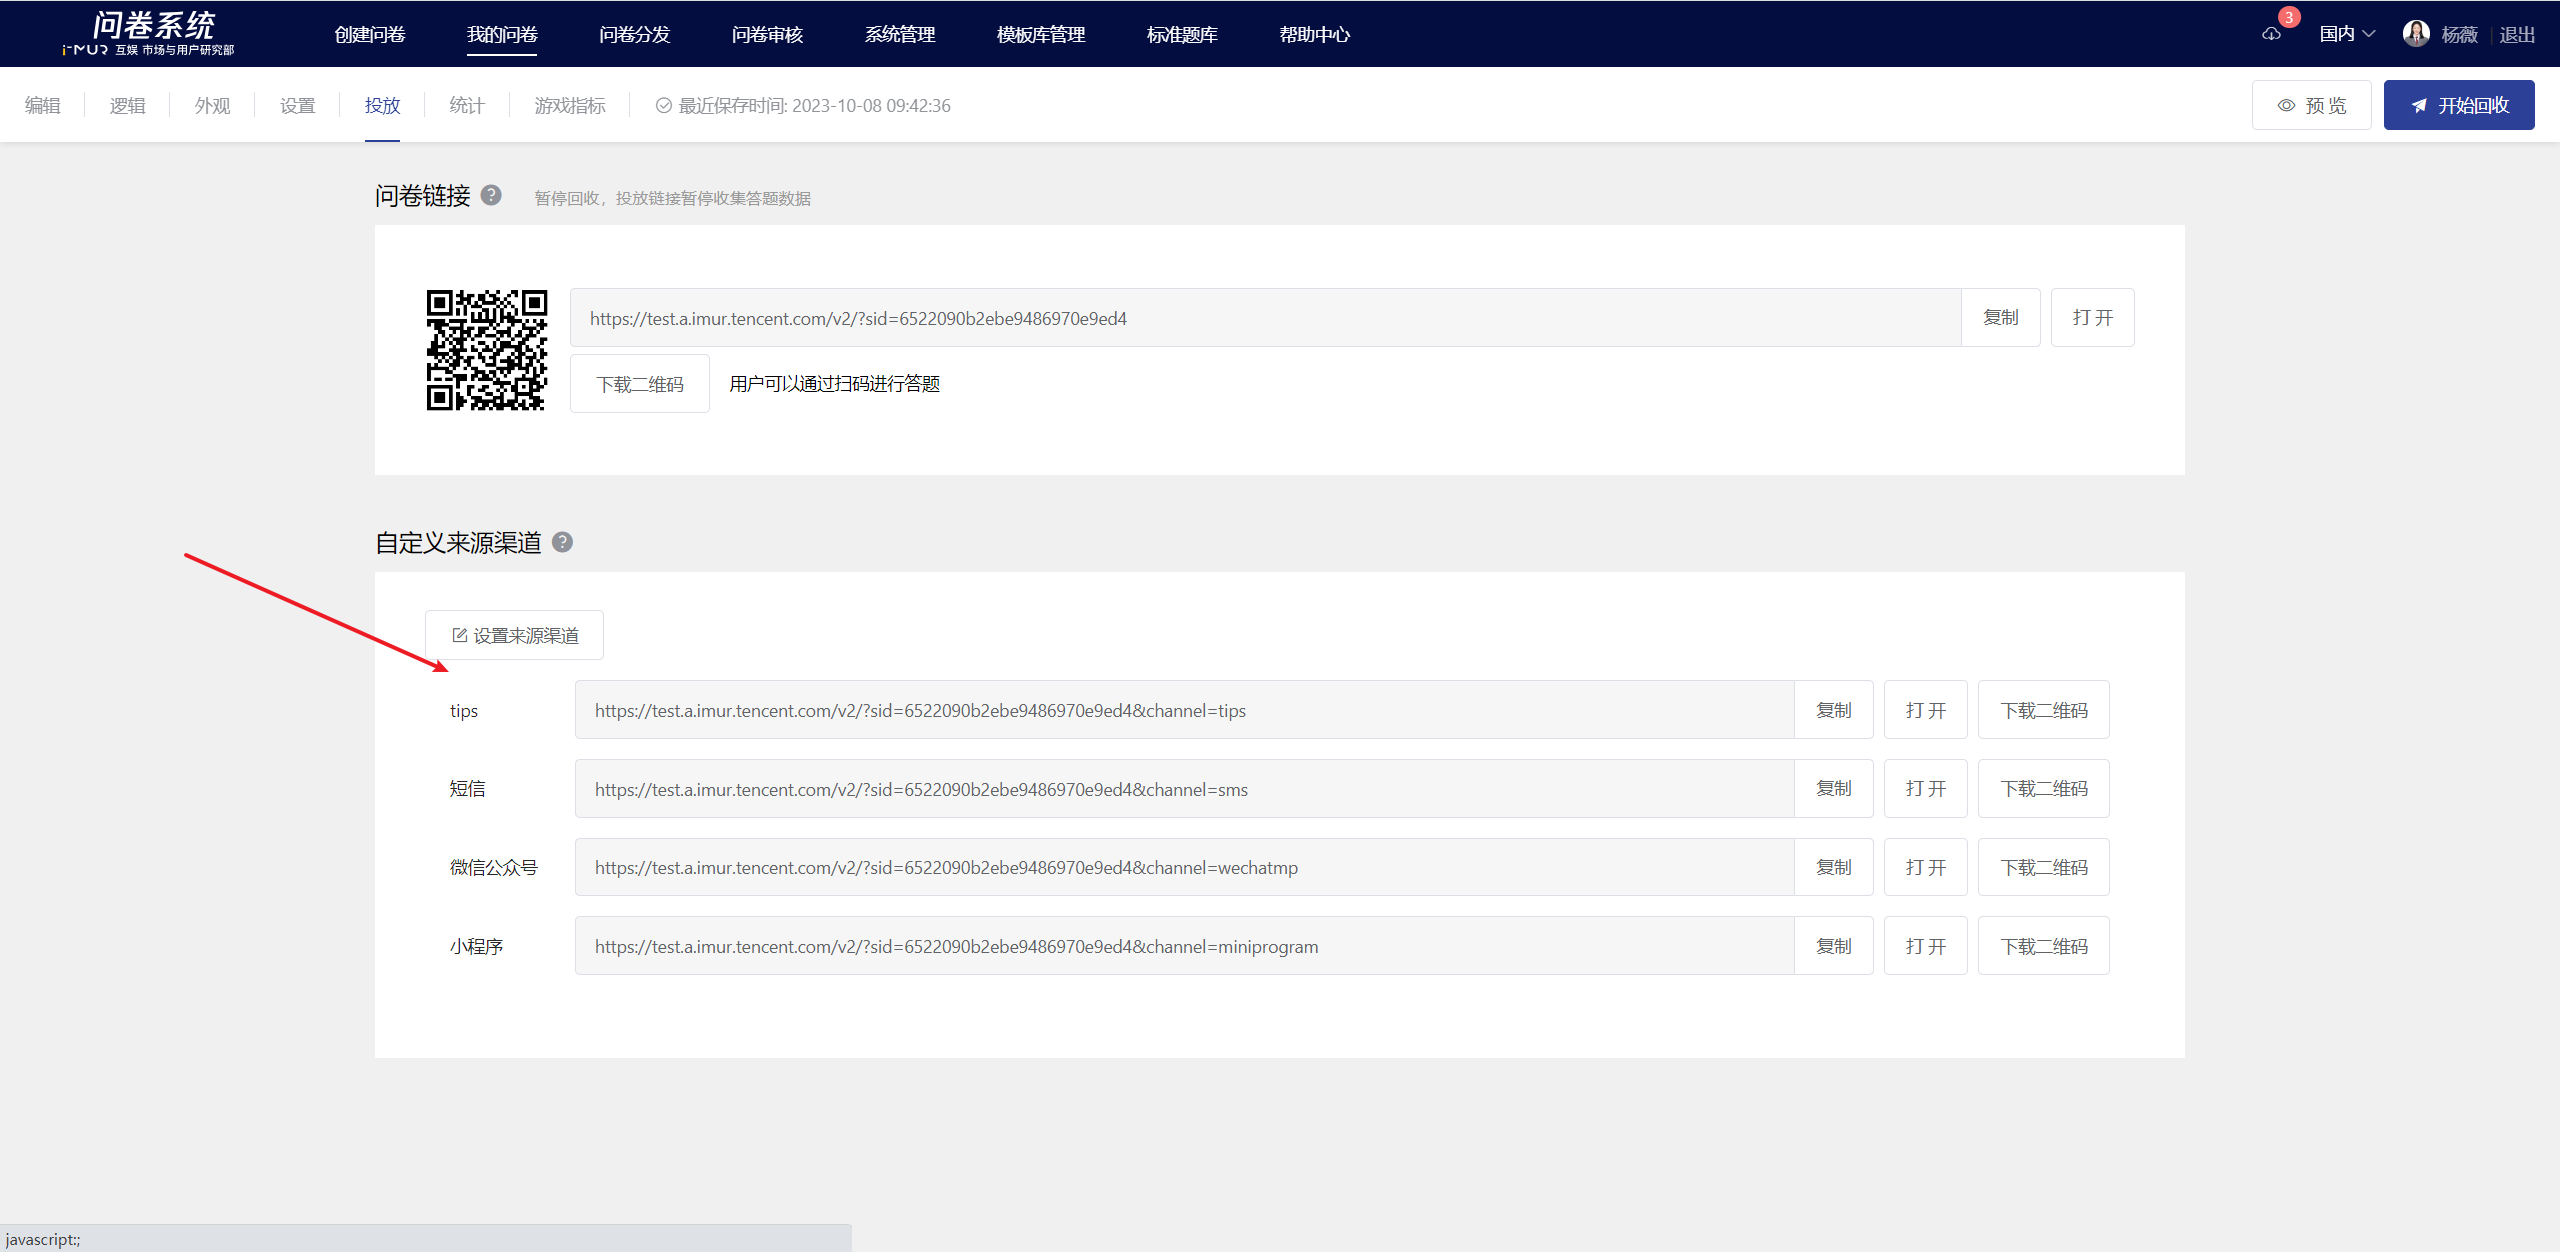 问卷系统
i-MUR 互娱 市场与用户研究部
创建问卷
我的问卷
问卷分发
问卷审核
系统管理
模板库管理
标准题库
帮助中心
3
国内
杨薇
退出
编辑
逻辑
外观
设置
投放
统计
游戏指标
最近保存时间: 2023-10-08 09:42:36
预 览
开始回收
问卷链接 ?
暂停回收，投放链接暂停收集答题数据
https://test.a.imur.tencent.com/v2/?sid=6522090b2ebe9486970e9ed4
复制
打 开
下载二维码
用户可以通过扫码进行答题
自定义来源渠道 ?
设置来源渠道
tips
https://test.a.imur.tencent.com/v2/?sid=6522090b2ebe9486970e9ed4&channel=tips
复制
打 开
下载二维码
短信
https://test.a.imur.tencent.com/v2/?sid=6522090b2ebe9486970e9ed4&channel=sms
复制
打 开
下载二维码
微信公众号
https://test.a.imur.tencent.com/v2/?sid=6522090b2ebe9486970e9ed4&channel=wechatmp
复制
打 开
下载二维码
小程序
https://test.a.imur.tencent.com/v2/?sid=6522090b2ebe9486970e9ed4&channel=miniprogram
复制
打 开
下载二维码
javascript:;